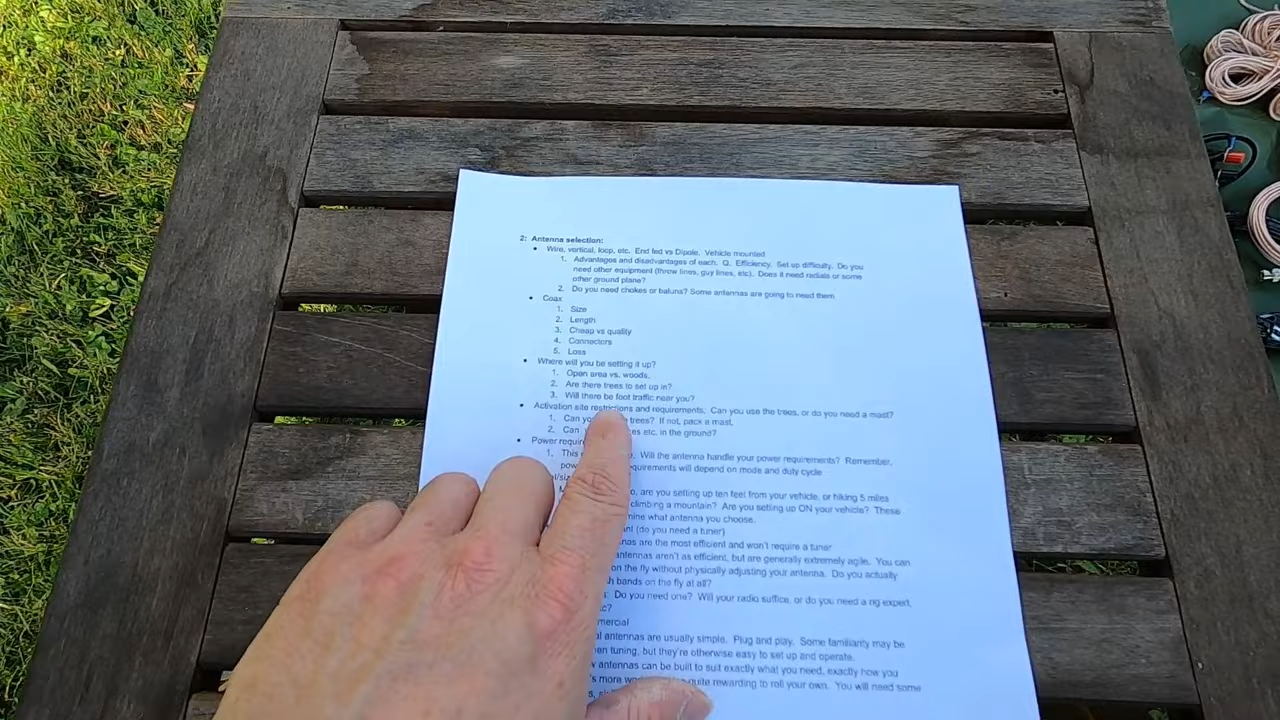 2: Antenna selection:
• Wire, vertical, loop, etc. End fed vs Dipole. Vehicle mounted
1. Advantages and disadvantages of each. Q. Efficiency. Set up difficulty. Do you
need other equipment (throw lines, guy lines, etc). Does it need radials or some
other ground plane?
2. Do you need chokes or baluns? Some antennas are going to need them
• Coax
1. Size
2. Length
3. Cheap vs quality
4. Connectors
5. Loss
• Where will you be setting it up?
1. Open area vs. woods.
2. Are there trees to set up in?
3. Will there be foot traffic near you?
• Activation site restrictions and requirements. Can you use the trees, or do you need a mast?
1. Can trees? If not, pack a mast.
2. Can etc. in the ground?
• Power
1. This Will the antenna handle your power requirements? Remember,
requirements will depend on mode and duty cycle
are you setting up ten feet from your vehicle, or hiking 5 miles
climbing a mountain? Are you setting up ON your vehicle? These
what antenna you choose.
(do you need a tuner)
are the most efficient and won't require a tuner
antennas aren't as efficient, but are generally extremely agile. You can
on the fly without physically adjusting your antenna. Do you actually
bands on the fly at all?
Do you need one? Will your radio suffice, or do you need a rig expert,
antennas are usually simple. Plug and play. Some familiarity may be
tuning, but they're otherwise easy to set up and operate.
antennas can be built to suit exactly what you need, exactly how you
more quite rewarding to roll your own. You will need some